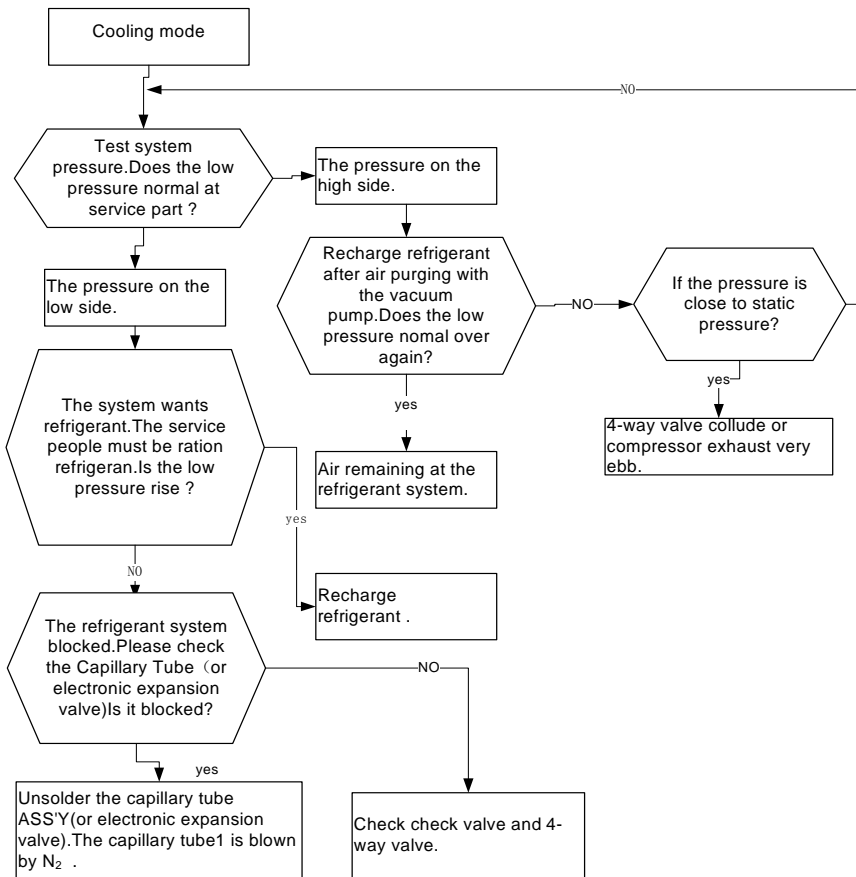 Cooling mode
NO
Test system
pressure.Does the low
pressure normal at
service part ?
The pressure on the
high side.
The pressure on the
low side.
Recharge refrigerant
after air purging with
the vacuum
pump.Does the low
pressure nomal over
again?
NO
If the pressure is
close to static
pressure?
yes
4-way valve collude or
compressor exhaust very
ebb.
yes
Air remaining at the
refrigerant system.
The system wants
refrigerant.The service
people must be ration
refrigeran.Is the low
pressure rise ?
yes
Recharge
refrigerant .
NO
The refrigerant system
blocked.Please check
the Capillary Tube（or
electronic expansion
valve)Is it blocked?
NO
yes
Unsolder the capillary tube
ASS'Y(or electronic expansion
valve).The capillary tube1 is blown
by N₂ .
Check check valve and 4-
way valve.